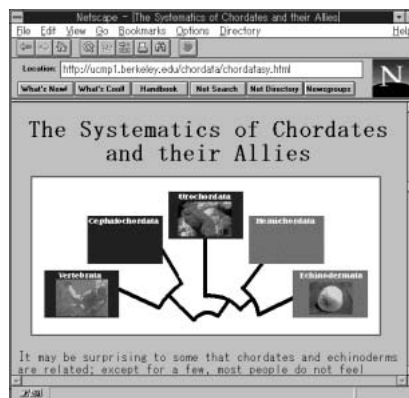 Netscape - [The Systematics of Chordates and their Allies]
File Edit View Go Bookmarks Options Directory Hel
Location: http://ucmp1.berkeley.edu/chordata/chordatasy.html
N
What's New! What's Cool! Handbook Net Search Net Directory Newsgroups
The Systematics of Chordates
and their Allies
Urochordata
Cephalochordata Hemichordata
Vertebrata Echinodermata
It may be surprising to some that chordates and echinoderms
are related; except for a few, most people do not feel